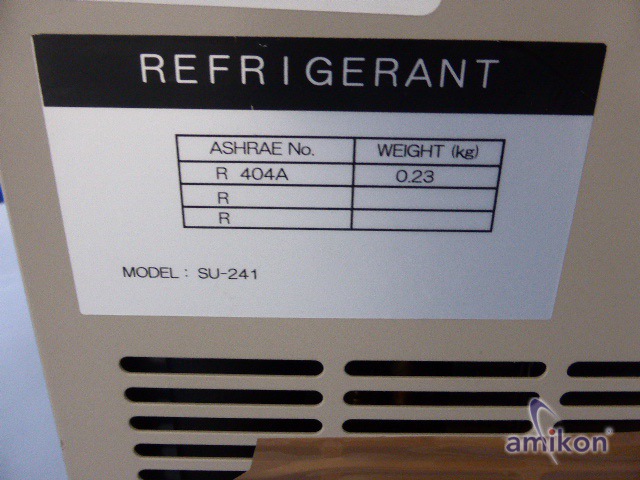 REFRIGERANT
ASHRAE No. WEIGHT (kg)
R 404A 0.23
R
R
MODEL : SU-241
amikon®